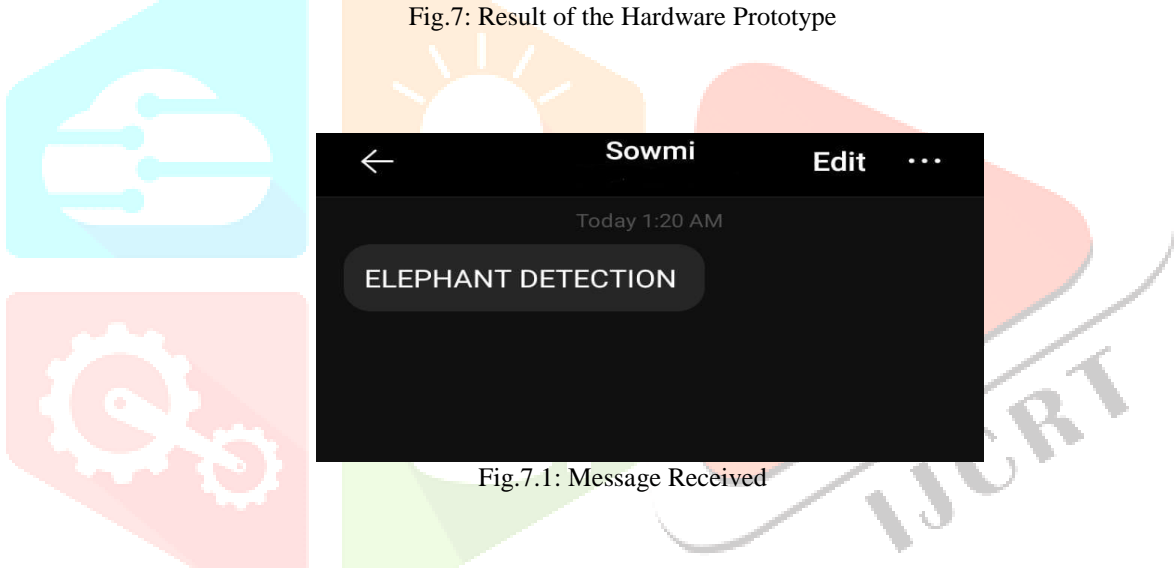 Fig.7: Result of the Hardware Prototype
Sowmi
Edit ...
Today 1:20 AM
ELEPHANT DETECTION
Fig.7.1: Message Received
IJCRT